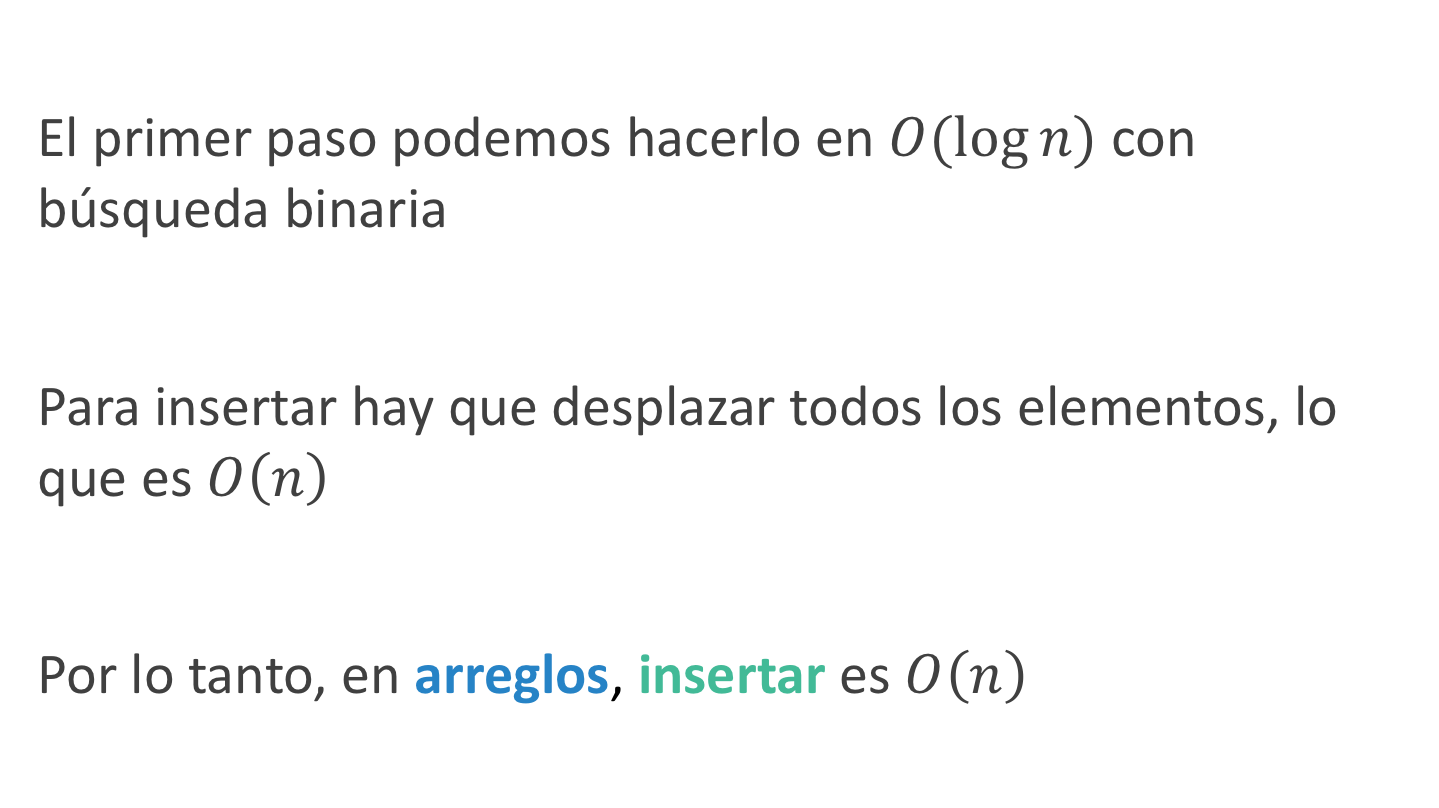 El primer paso podemos hacerlo en O(log n) con
búsqueda binaria
Para insertar hay que desplazar todos los elementos, lo
que es O(n)
Por lo tanto, en arreglos, insertar es O(n)